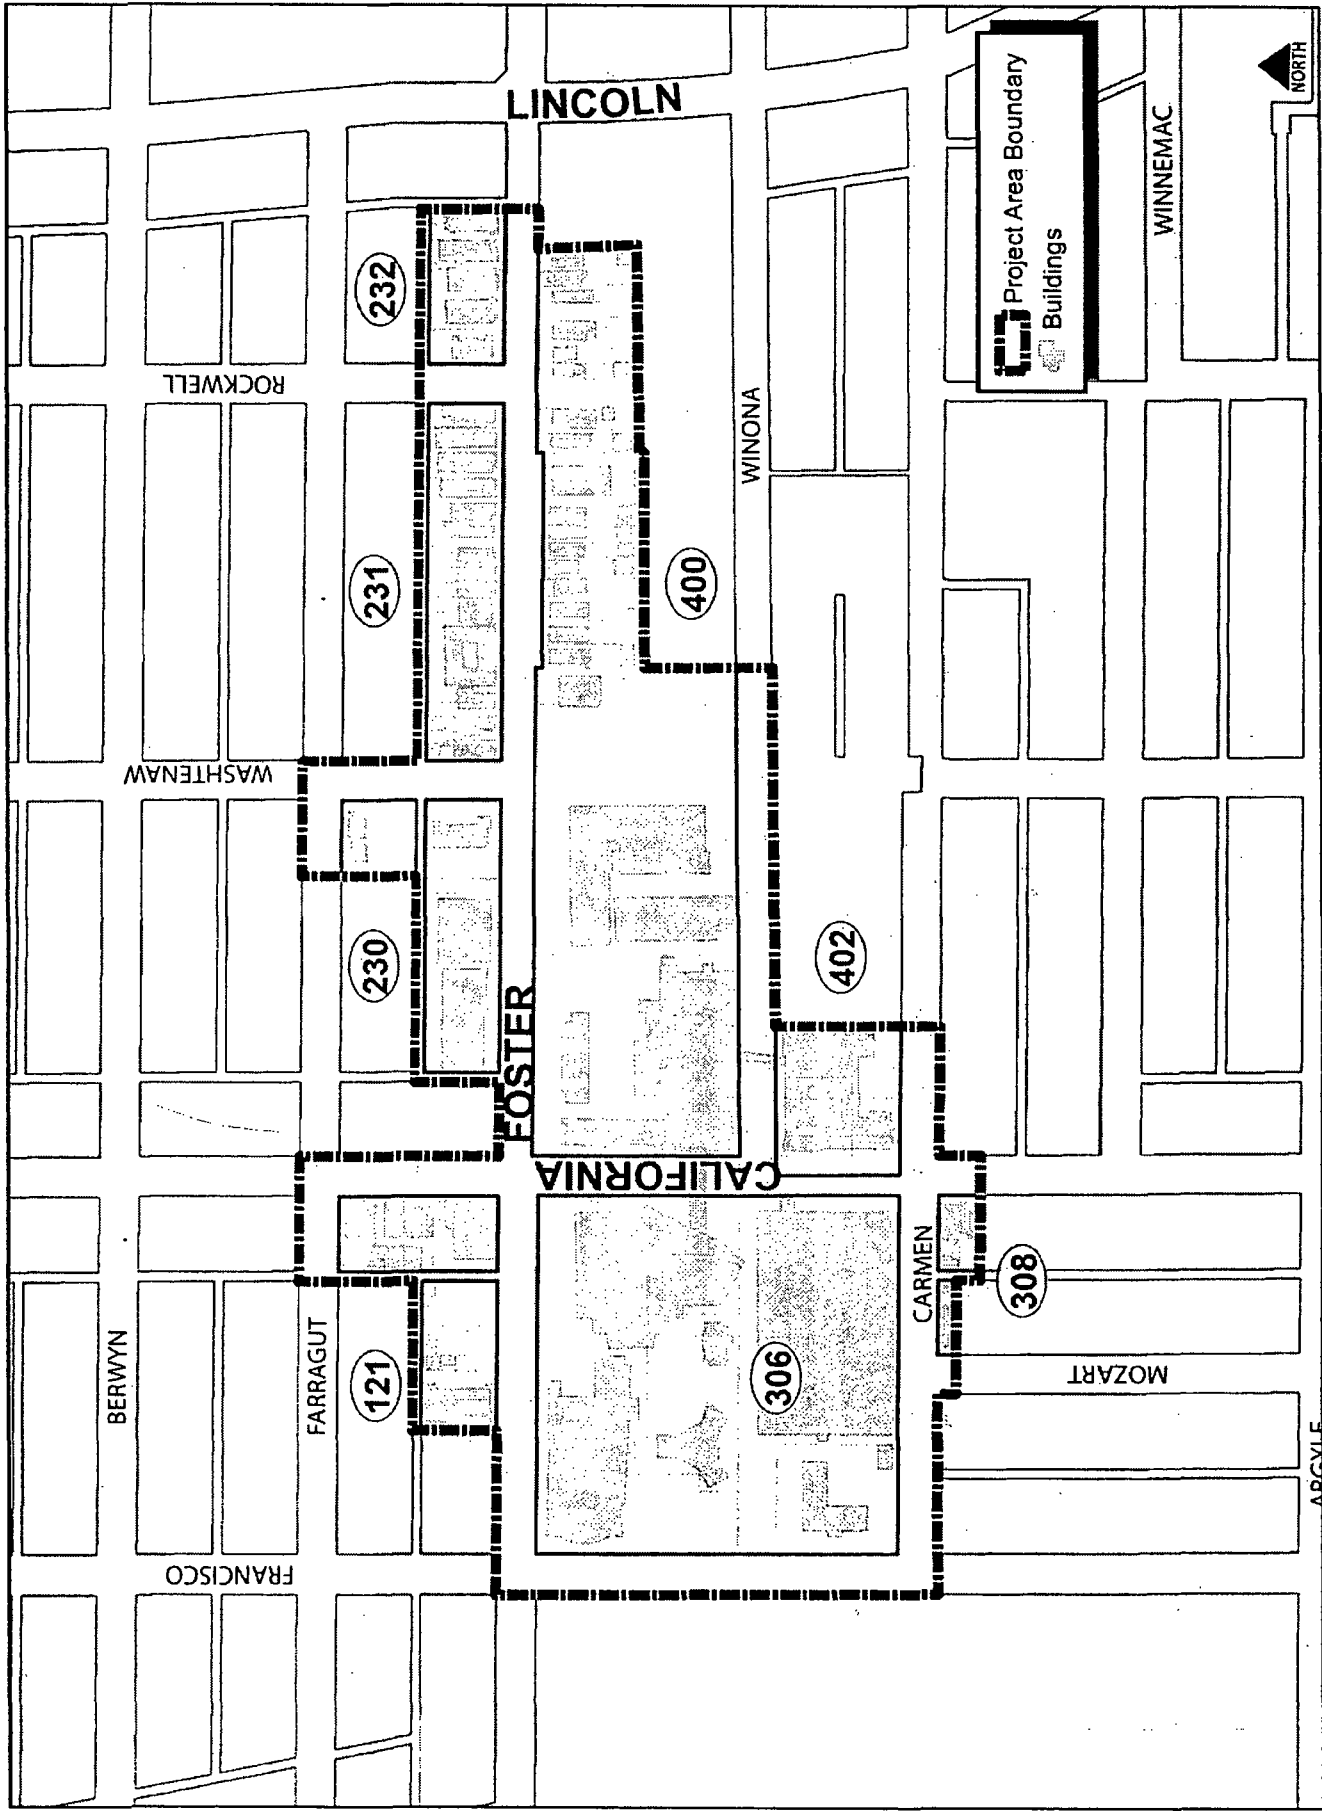 BERWYN
FARRAGUT
FRANCISCO
WASHTENAW
ROCKWELL
121
230
231
232
FOSTER
LINCOLN
CALIFORNIA
306
400
402
WINONA
CARMEN
308
MOZART
ARGYLE
WINNEMAC
Project Area Boundary
Buildings
NORTH